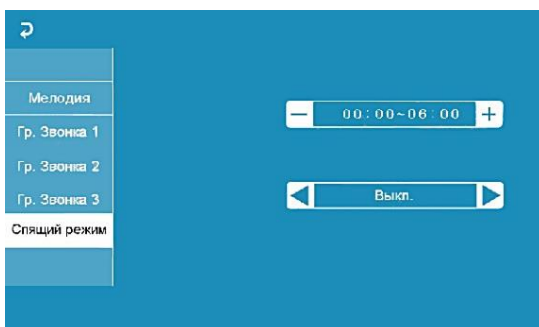 Мелодия
Гр. Звонка 1
Гр. Звонка 2
Гр. Звонка 3
Спящий режим
00:00~06:00
Выкл.